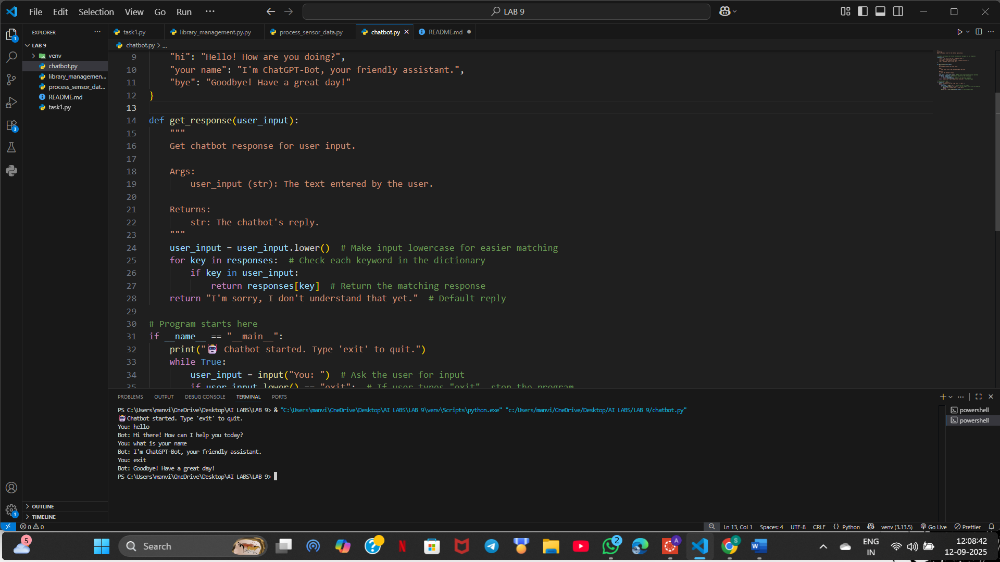 File Edit Selection View Go Run ··· LAB 9
EXPLORER ···
LAB 9
venv
chatbot.py
library_managemen...
process_sensor_dat...
README.md
task1.py
OUTLINE
TIMELINE
task1.py library_management.py.py process_sensor_data.py chatbot.py README.md
chatbot.py > ...
9 "hi": "Hello! How are you doing?",
10 "your name": "I'm ChatGPT-Bot, your friendly assistant.",
11 "bye": "Goodbye! Have a great day!"
12 }
13
14 def get_response(user_input):
15 """
16 Get chatbot response for user input.
17
18 Args:
19 user_input (str): The text entered by the user.
20
21 Returns:
22 str: The chatbot's reply.
23 """
24 user_input = user_input.lower() # Make input lowercase for easier matching
25 for key in responses: # Check each keyword in the dictionary
26 if key in user_input:
27 return responses[key] # Return the matching response
28 return "I'm sorry, I don't understand that yet." # Default reply
29
30 # Program starts here
31 if __name__ == "__main__":
32 print("🤖 Chatbot started. Type 'exit' to quit.")
33 while True:
34 user_input = input("You: ") # Ask the user for input
35 if user_input.lower() == "exit": # If user types "exit", stop the program
PROBLEMS OUTPUT DEBUG CONSOLE TERMINAL PORTS
PS C:\Users\manvi\OneDrive\Desktop\AI LABS\LAB 9> & "C:\Users\manvi\OneDrive\Desktop\AI LABS\LAB 9\venv\Scripts\python.exe" "c:/Users/manvi/OneDrive/Desktop/AI LABS/LAB 9/chatbot.py"
🤖Chatbot started. Type 'exit' to quit.
You: hello
Bot: Hi there! How can I help you today?
You: what is your name
Bot: I'm ChatGPT-Bot, your friendly assistant.
You: exit
Bot: Goodbye! Have a great day!
PS C:\Users\manvi\OneDrive\Desktop\AI LABS\LAB 9>
powershell
powershell
0 0 Ln 13, Col 1 Spaces: 4 UTF-8 CRLF {} Python venv (3.13.5) Go Live Prettier
5 Search 2 A S W ENG
IN
12:08:42
12-09-2025